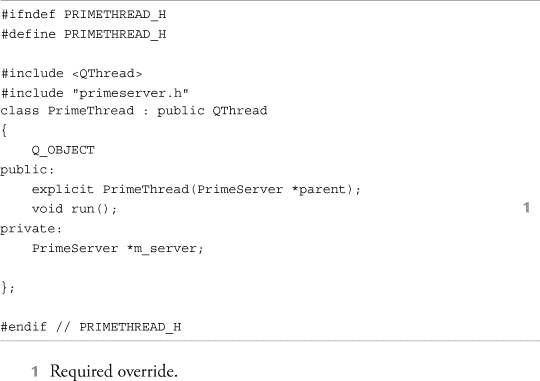 #ifndef PRIMETHREAD_H
#define PRIMETHREAD_H
#include <QThread>
#include "primeserver.h"
class PrimeThread : public QThread
{
    Q_OBJECT
public:
    explicit PrimeThread(PrimeServer *parent);
    void run(); 1
private:
    PrimeServer *m_server;
};
#endif // PRIMETHREAD_H
1 Required override.